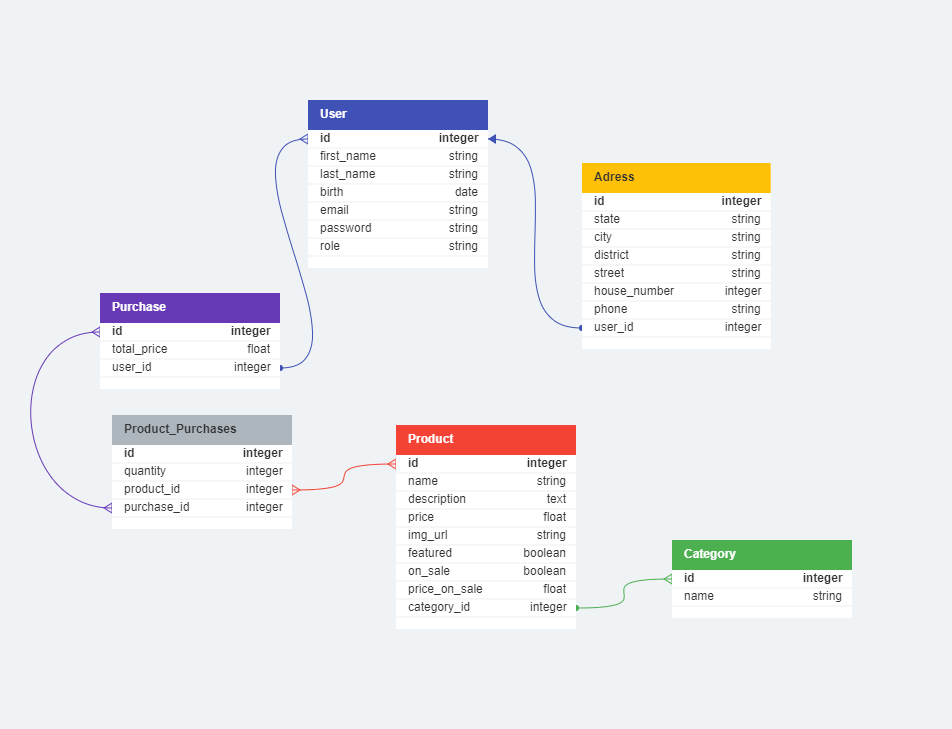 User
id integer
first_name string
last_name string
birth date
email string
password string
role string
Adress
id integer
state string
city string
district string
street string
house_number integer
phone string
user_id integer
Purchase
id integer
total_price float
user_id integer
Product_Purchases
id integer
quantity integer
product_id integer
purchase_id integer
Product
id integer
name string
description text
price float
img_url string
featured boolean
on_sale boolean
price_on_sale float
category_id integer
Category
id integer
name string